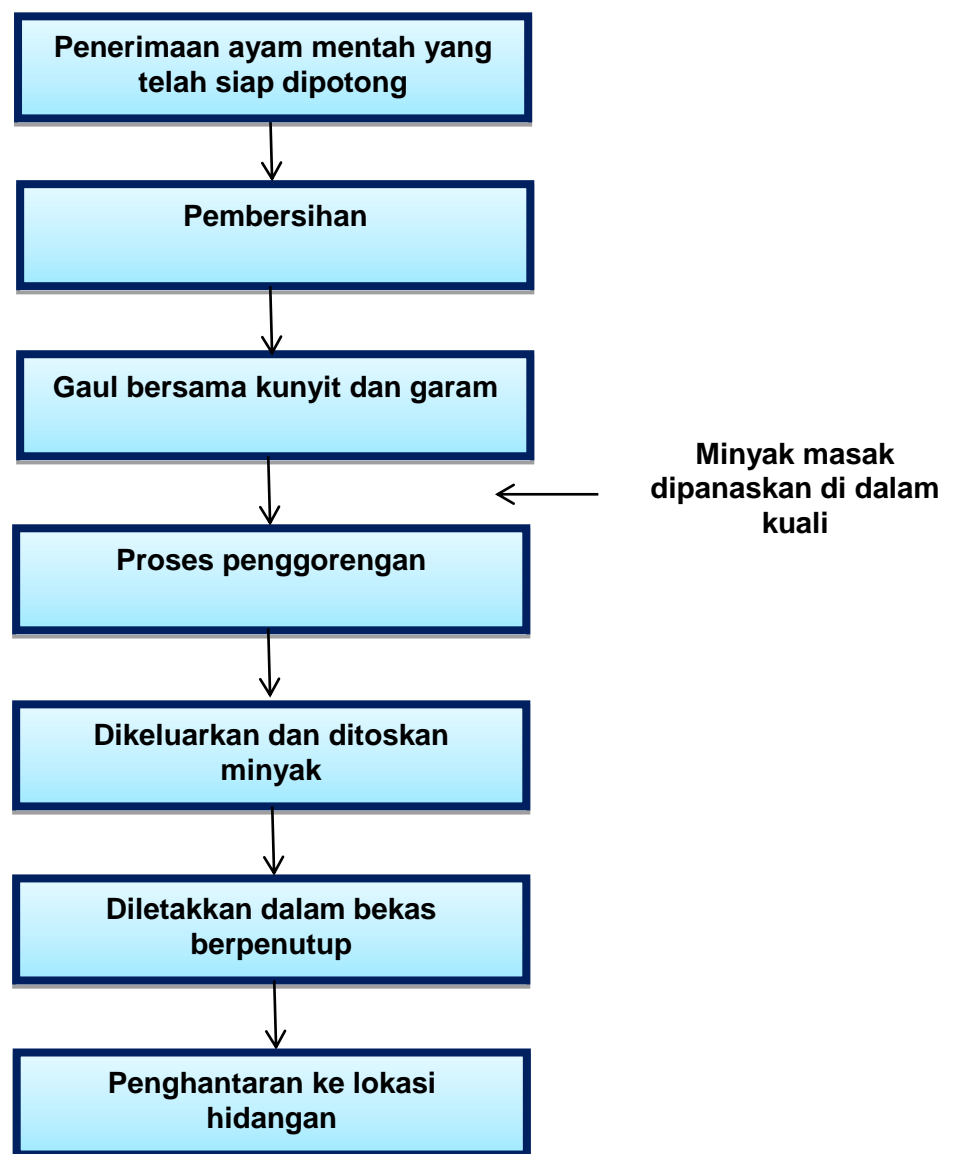 Penerimaan ayam mentah yang
telah siap dipotong
Pembersihan
Gaul bersama kunyit dan garam
Minyak masak
dipanaskan di dalam
kuali
Proses penggorengan
Dikeluarkan dan ditoskan
minyak
Diletakkan dalam bekas
berpenutup
Penghantaran ke lokasi
hidangan